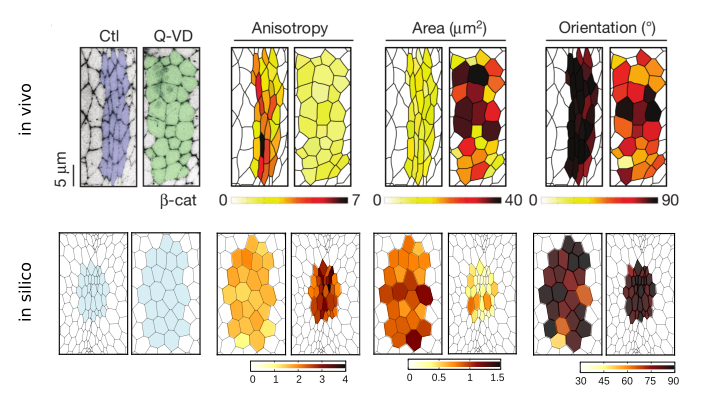 Anisotropy Area (μm²) Orientation (°)
Ctl Q-VD
in vivo
5 μm
β-cat
0 7 0 40 0 90
in silico
0 1 2 3 4 0 0.5 1 1.5 30 45 60 75 90